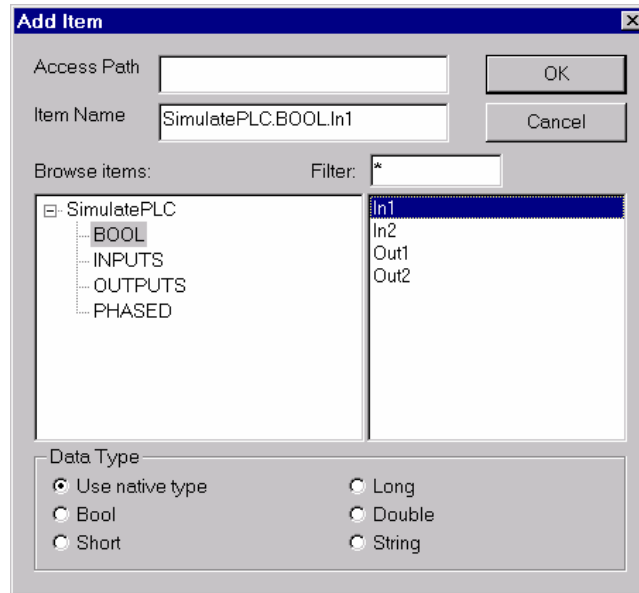 Add Item
Access Path
OK
Item Name SimulatePLC.BOOL.In1
Cancel
Browse items: Filter: *
SimulatePLC
BOOL
INPUTS
OUTPUTS
PHASED
In1
In2
Out1
Out2
Data Type
Use native type
Bool
Short
Long
Double
String